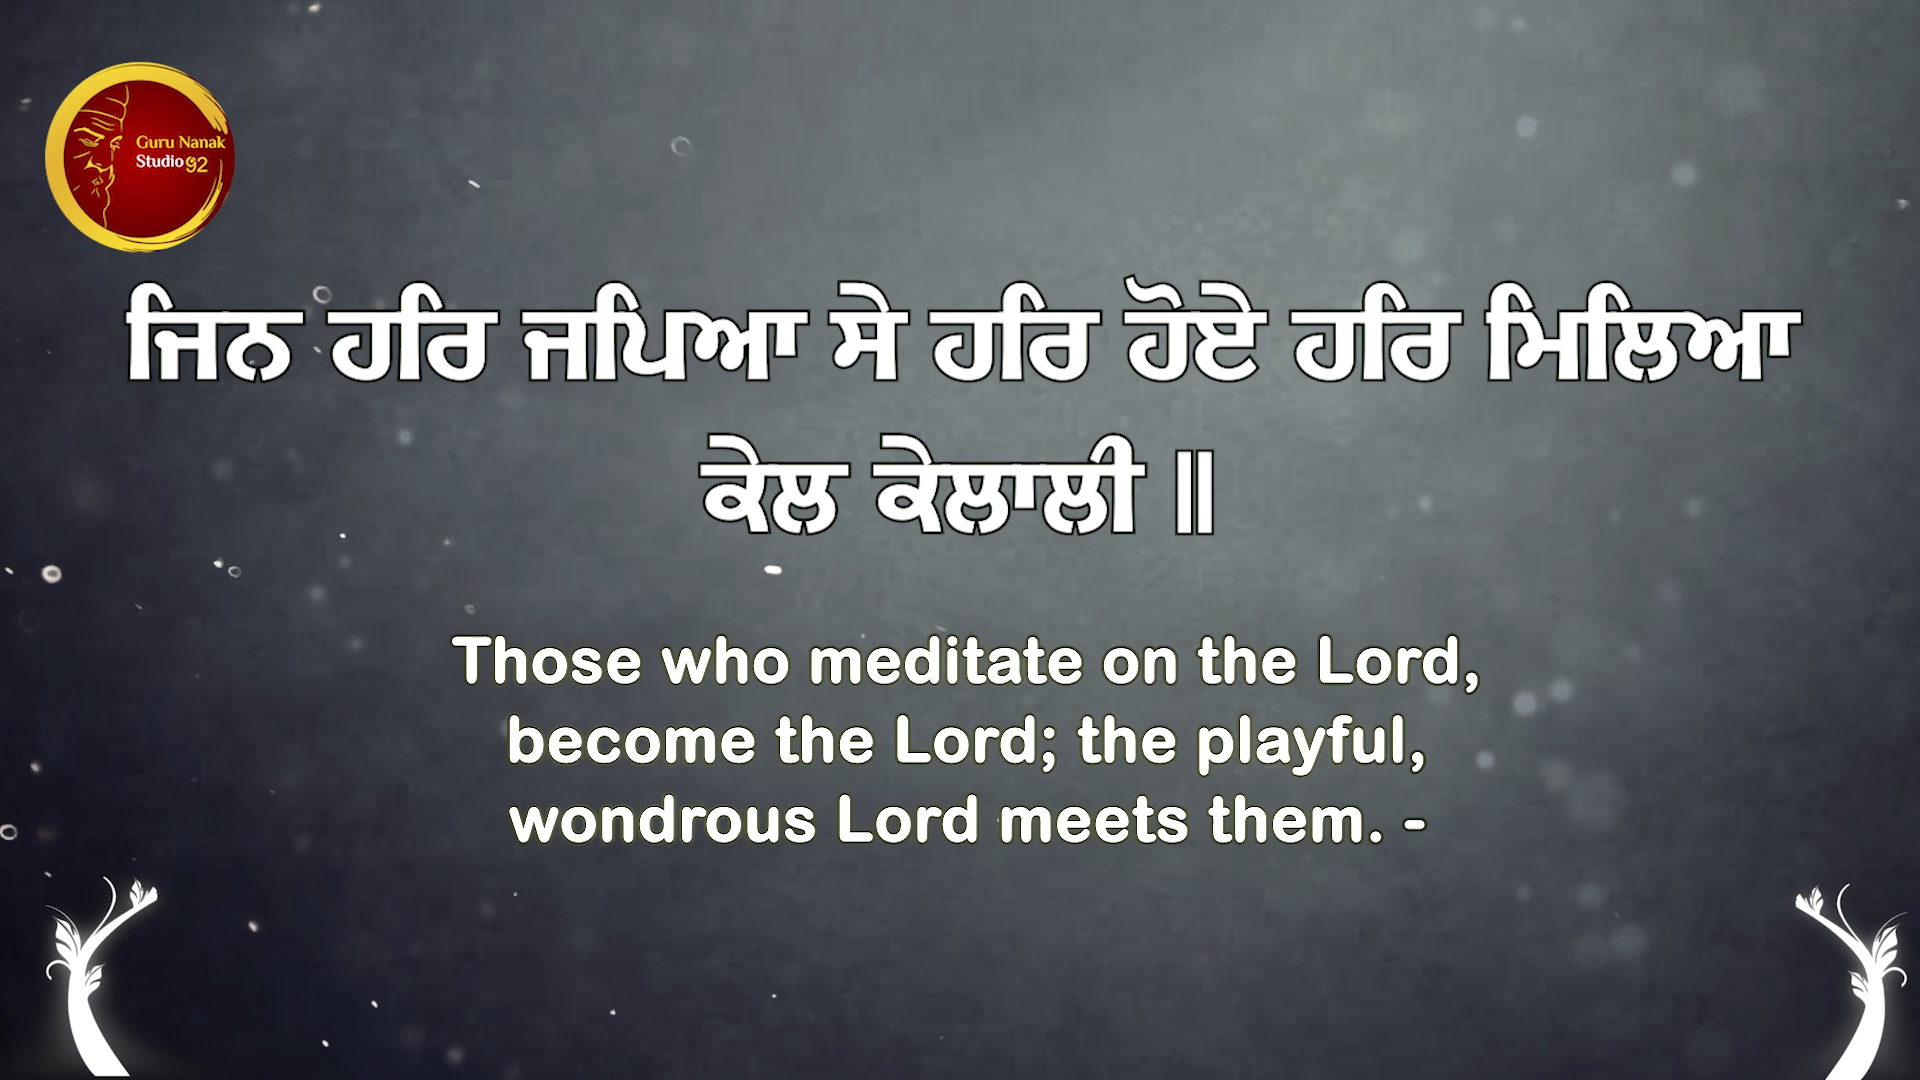 Guru Nanak
Studio 92
ਜਿਨ ਹਰਿ ਜਪਿਆ ਸੇ ਹਰਿ ਹੋਏ ਹਰਿ ਮਿਲਿਆ
ਕੇਲ ਕੇਲਾਲੀ ॥
Those who meditate on the Lord,
become the Lord; the playful,
wondrous Lord meets them. -